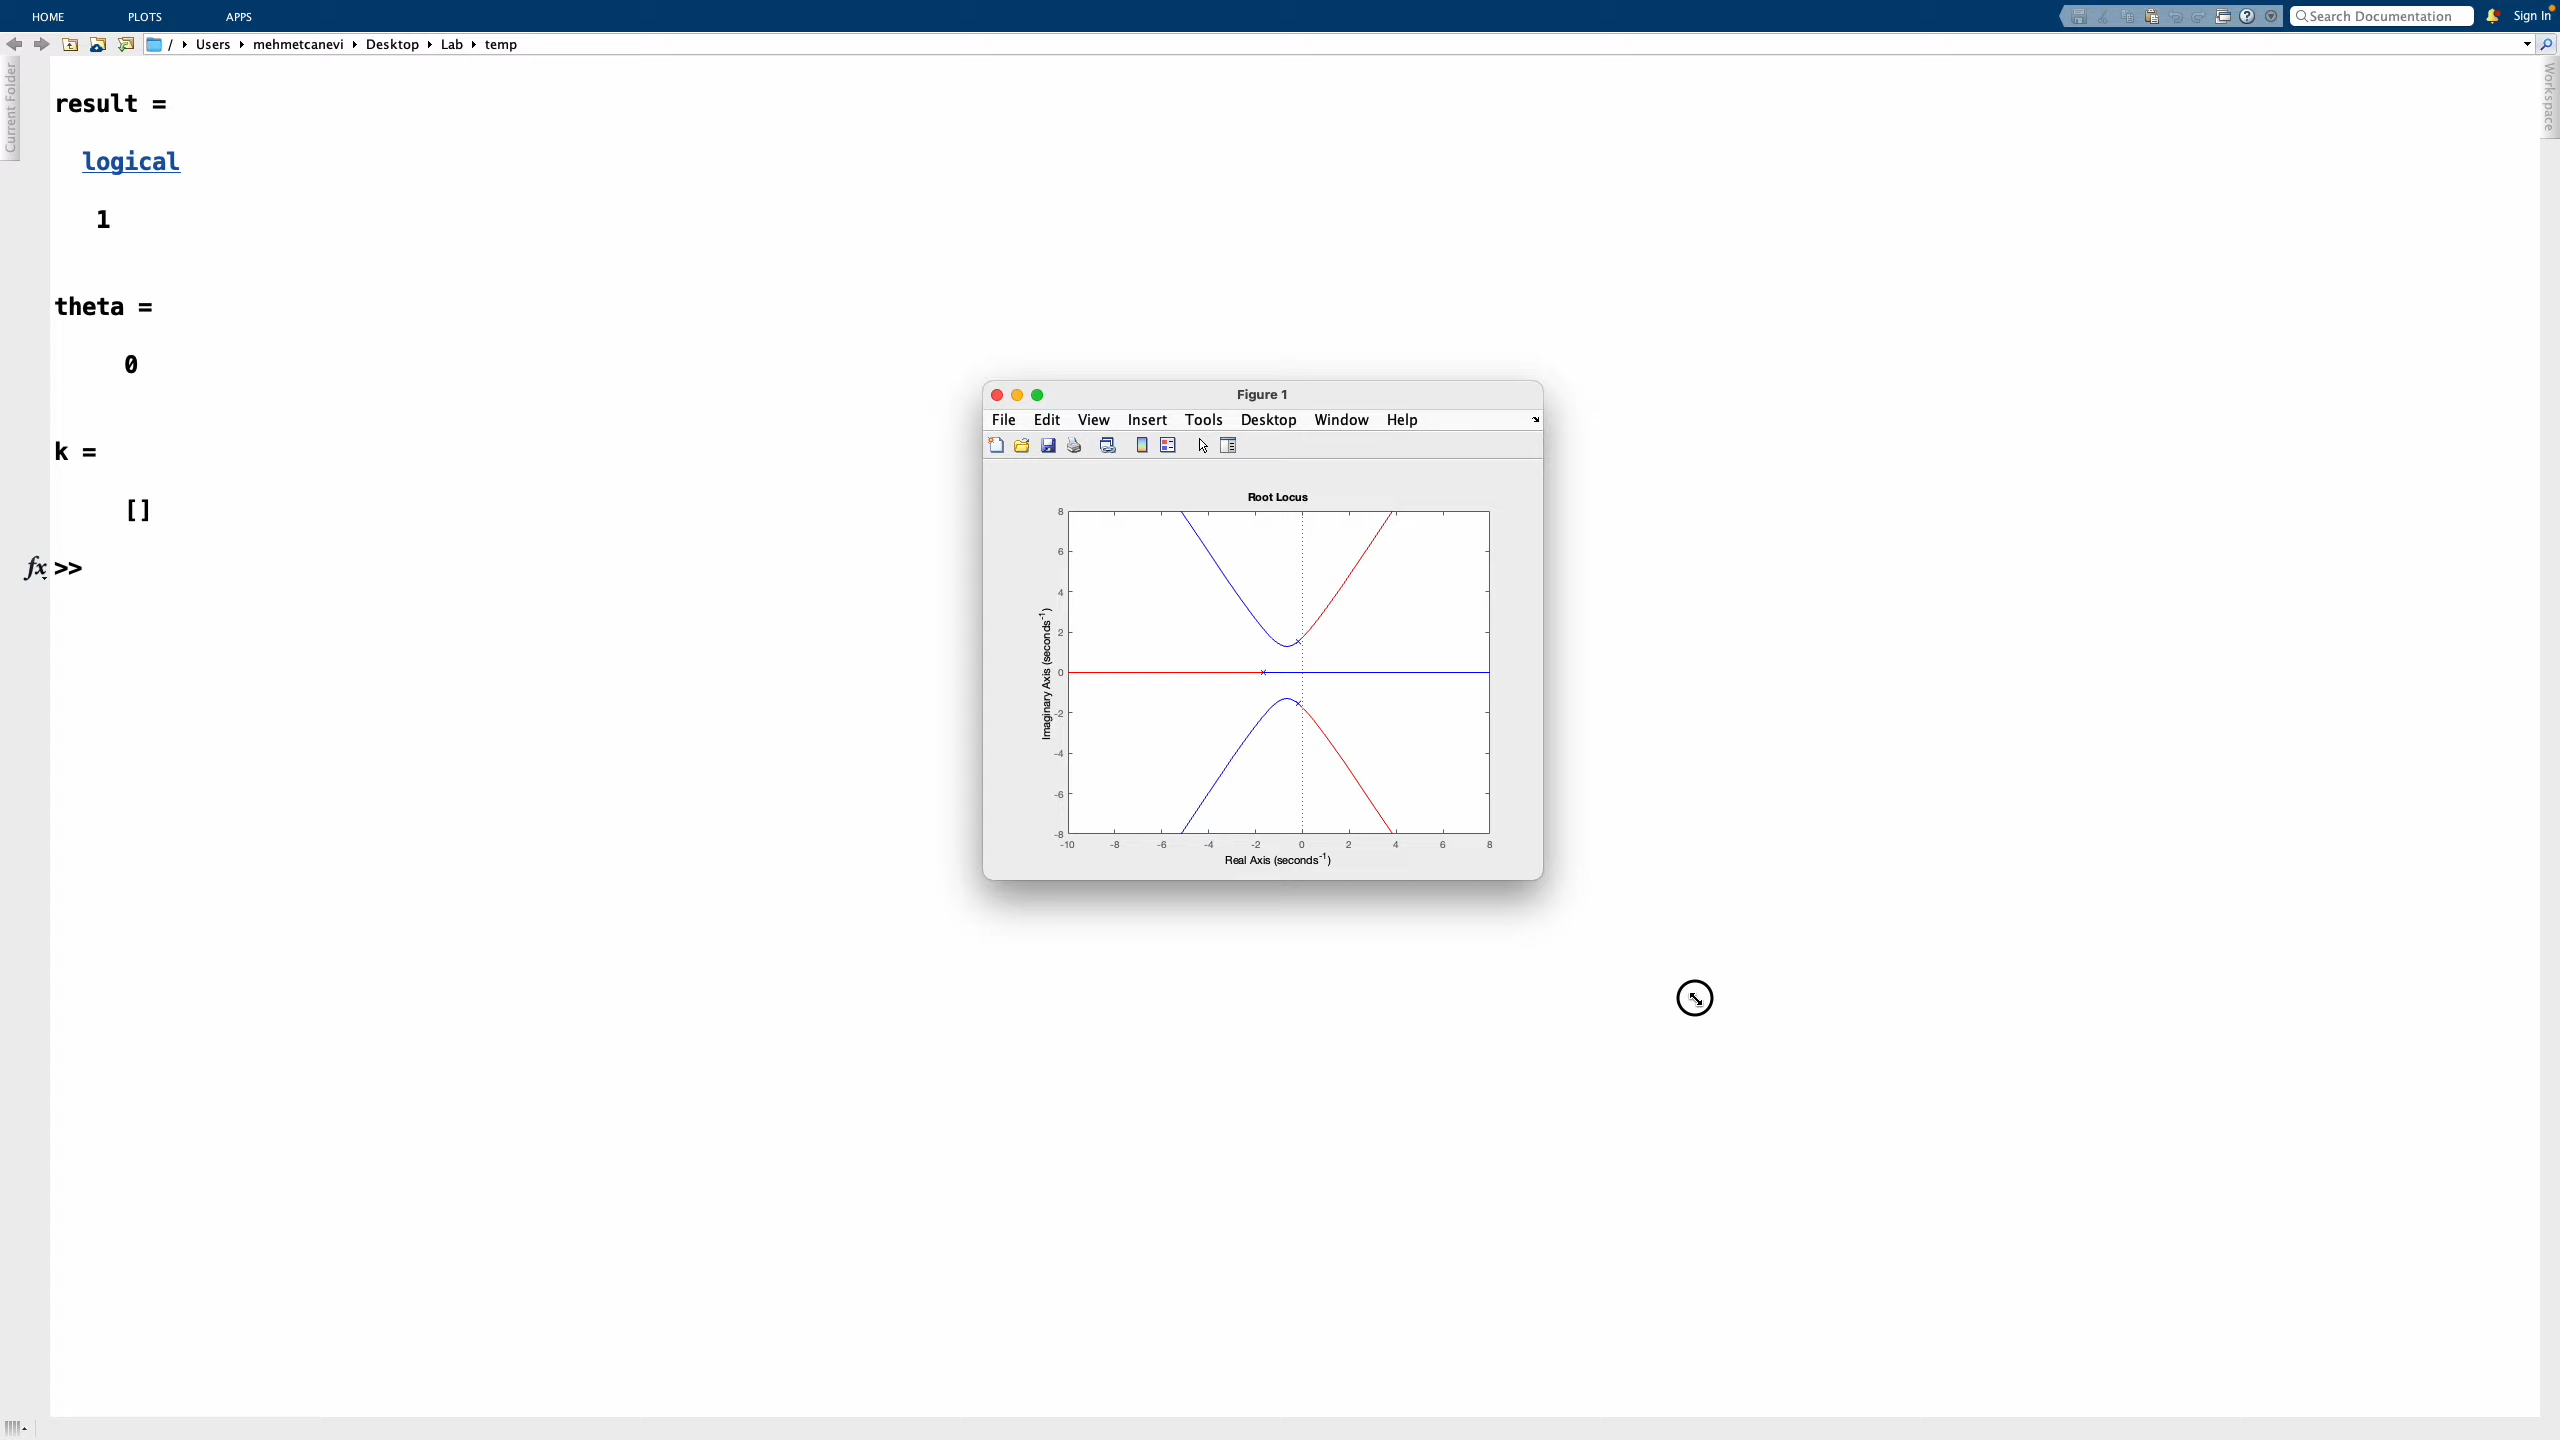 HOME PLOTS APPS
Search Documentation Sign In
/ Users mehmetcanevi Desktop Lab temp
Current Folder
Workspace
result =
logical
1
theta =
0
k =
[]
fx >>
Figure 1
File Edit View Insert Tools Desktop Window Help
Root Locus
8
6
4
2
0
-2
-4
-6
-8
Imaginary Axis (seconds⁻¹)
-10 -8 -6 -4 -2 0 2 4 6 8
Real Axis (seconds⁻¹)